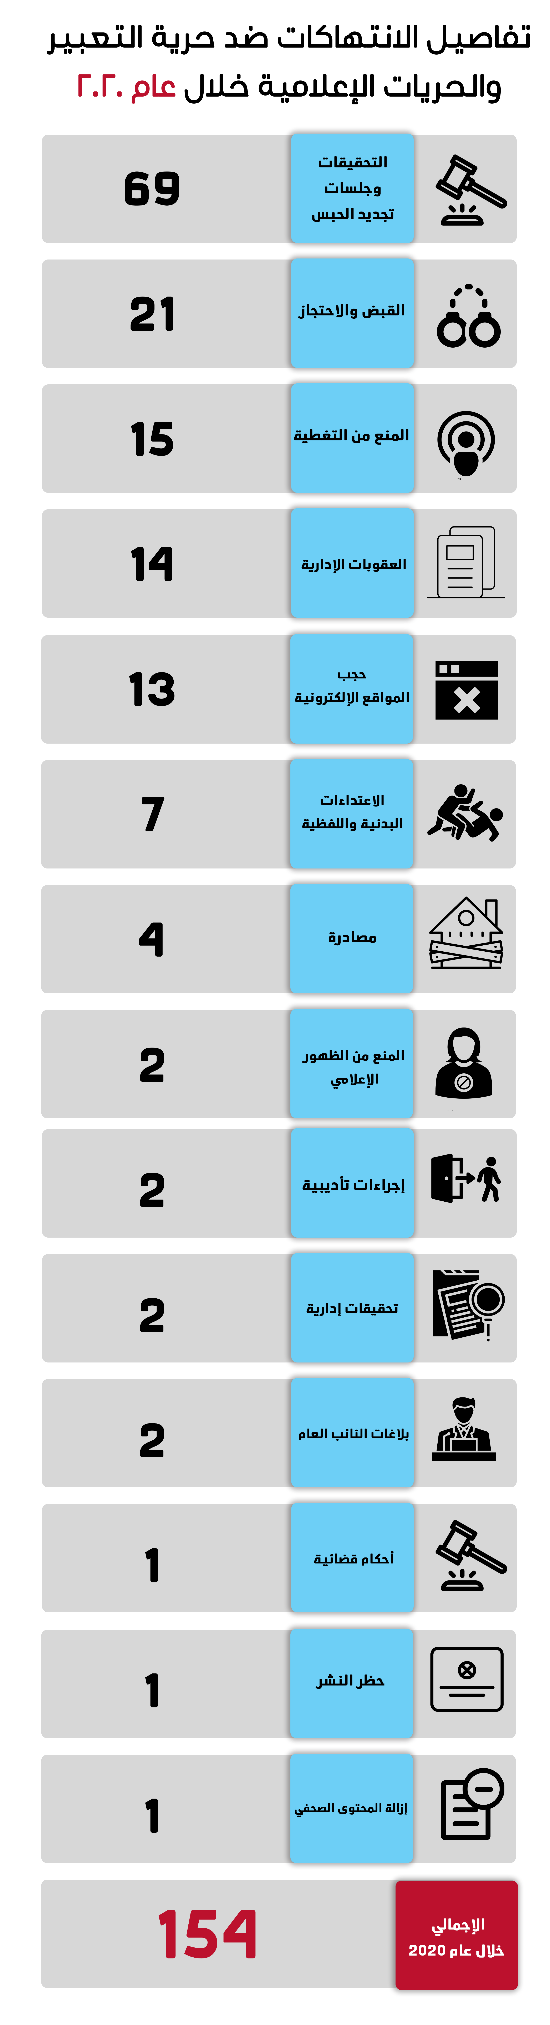 تفاصيل الانتهاكات ضد حرية التعبير
والحريات الإعلامية خلال عام ٢٠٢٠
التحقيقات
وجلسات
تجديد الحبس
69
القبض والاحتجاز
21
المنع من التغطية
15
العقوبات الإدارية
14
حجب
المواقع الإلكترونية
13
الاعتداءات
البدنية واللفظية
7
مصادرة
4
المنع من الظهور
الإعلامي
2
إجراءات تأديبية
2
تحقيقات إدارية
2
بلاغات النائب العام
2
أحكام قضائية
1
حظر النشر
1
إزالة المحتوى الصحفي
1
الإجمالي
خلال عام 2020
154